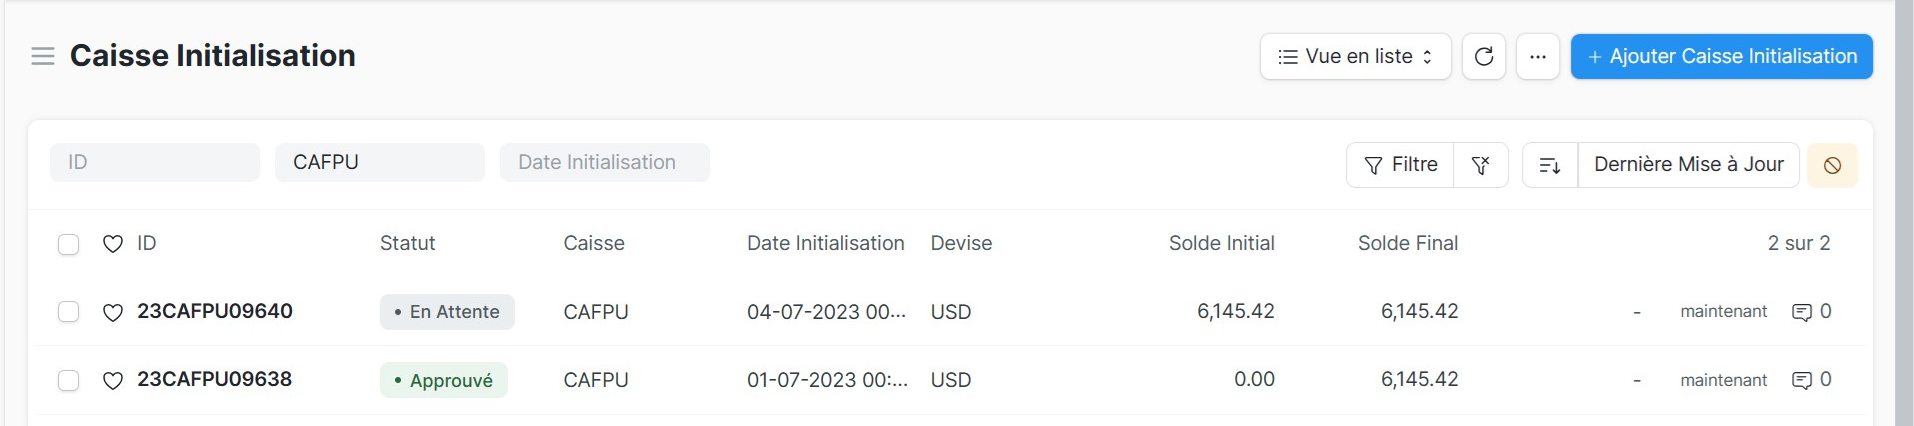 Caisse Initialisation
Vue en liste
··· + Ajouter Caisse Initialisation
ID CAFPU Date Initialisation Filtre Dernière Mise à Jour
ID Statut Caisse Date Initialisation Devise Solde Initial Solde Final 2 sur 2
23CAFPU09640 • En Attente CAFPU 04-07-2023 00... USD 6,145.42 6,145.42 - maintenant 0
23CAFPU09638 • Approuvé CAFPU 01-07-2023 00:... USD 0.00 6,145.42 - maintenant 0